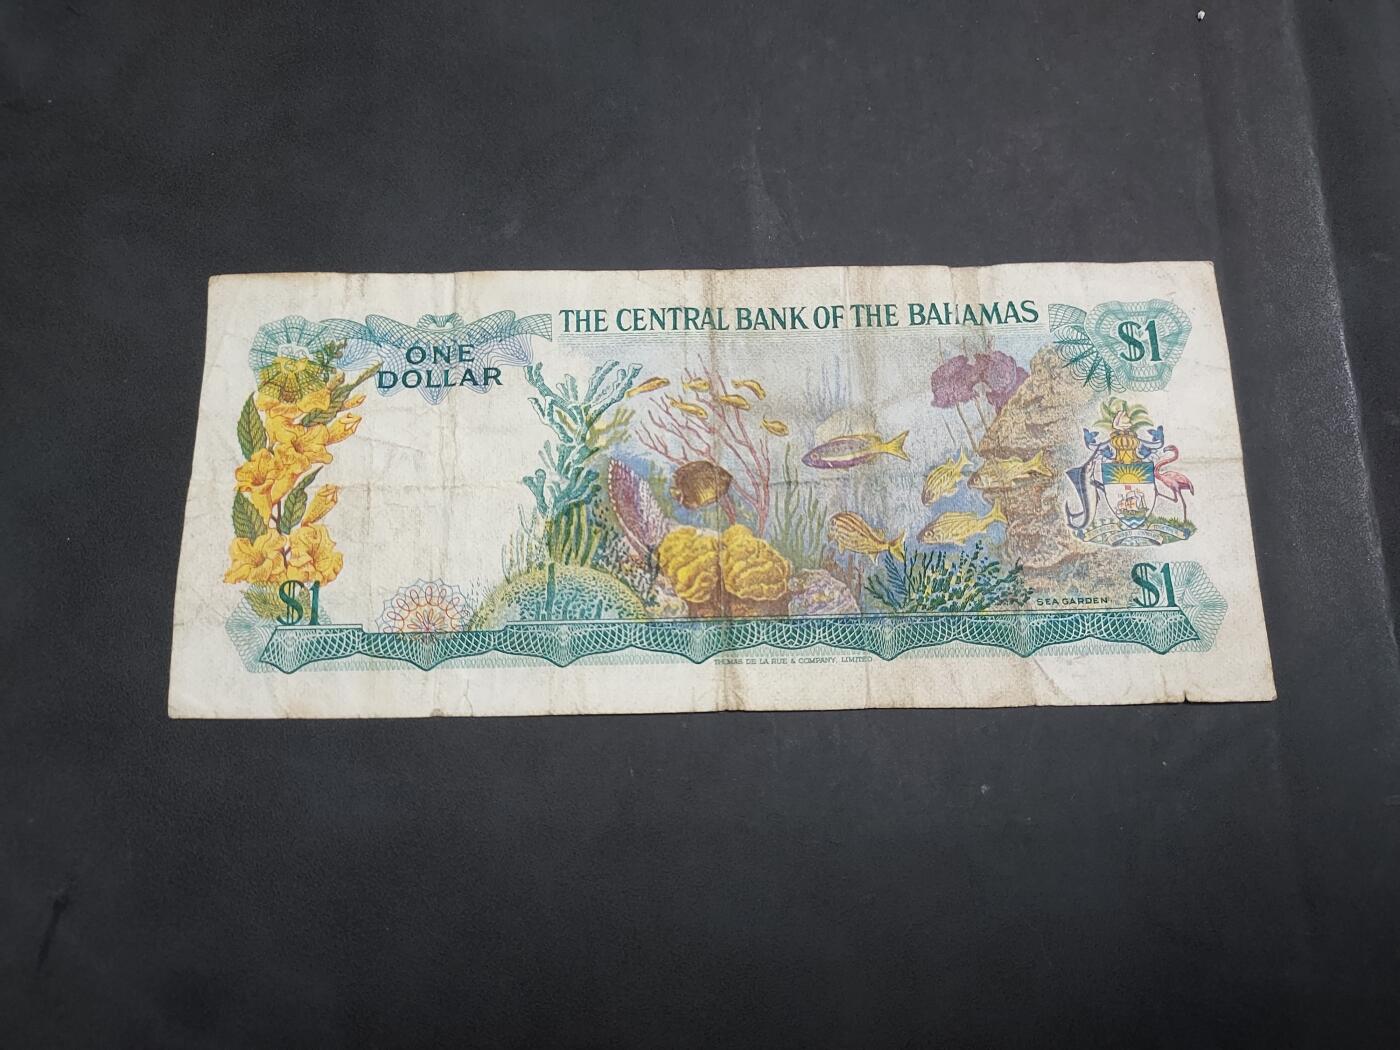 THE CENTRAL BANK OF THE BAHAMAS
$1
ONE
DOLLAR
$1
SEA GARDEN
$1
THOMAS DE LA RUE & COMPANY, LIMITED